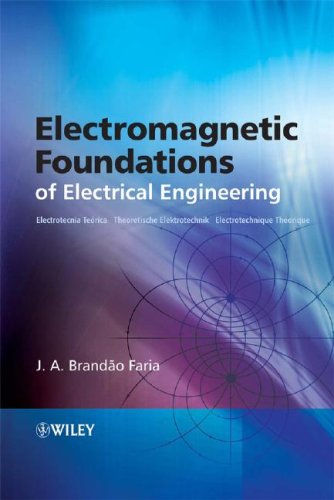 Electromagnetic
Foundations
of Electrical Engineering
Electrotecnia Teórica Theoretische Elektrotechnik Electrotechnique Théorique
J. A. Brandão Faria
WILEY